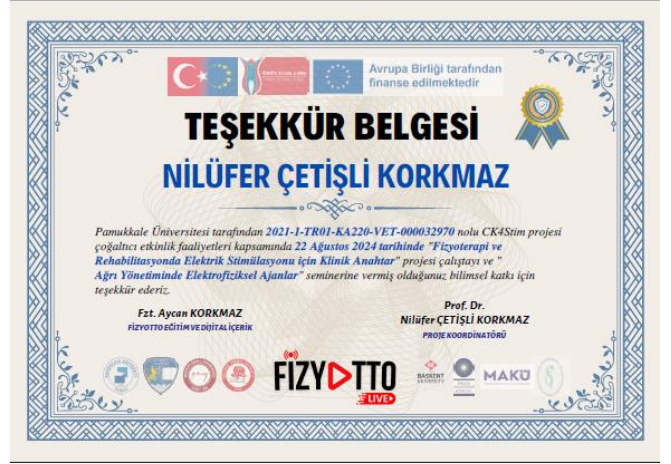 Avrupa Birliği tarafından
finanse edilmektedir
TEŞEKKÜR BELGESİ
NİLÜFER ÇETİŞLİ KORKMAZ
Pamukkale Üniversitesi tarafından 2021-1-TR01-KA220-VET-000032970 nolu CK4Stim projesi
çoğaltıcı etkinlik faaliyetleri kapsamında 22 Ağustos 2024 tarihinde "Fizyoterapi ve
Rehabilitasyonda Elektrik Stimülasyonu için Klinik Anahtar" projesi çalıştayı ve "
Ağrı Yönetiminde Elektrofiziksel Ajanlar" seminerine vermiş olduğunuz bilimsel katkı için
teşekkür ederiz.
Fzt. Aycan KORKMAZ
FİZYOTTO EĞİTİM VE DİJİTAL İÇERİK
Prof. Dr.
Nilüfer ÇETİŞLİ KORKMAZ
PROJE KOORDİNATÖRÜ
FİZYOTTO
LIVE
BAŞKENT
UNIVERSITY
MAKÜ